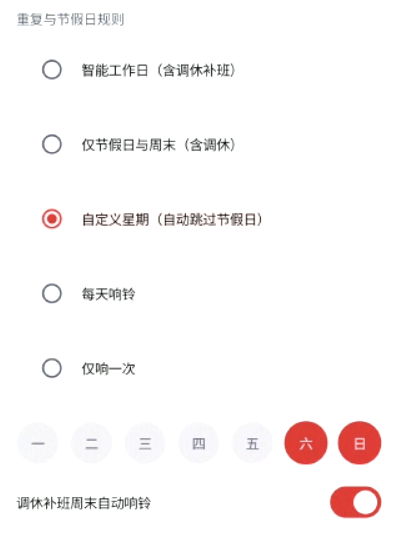 重复与节假日规则
智能工作日（含调休补班）
仅节假日与周末（含调休）
自定义星期（自动跳过节假日）
每天响铃
仅响一次
一 二 三 四 五 六 日
调休补班周末自动响铃